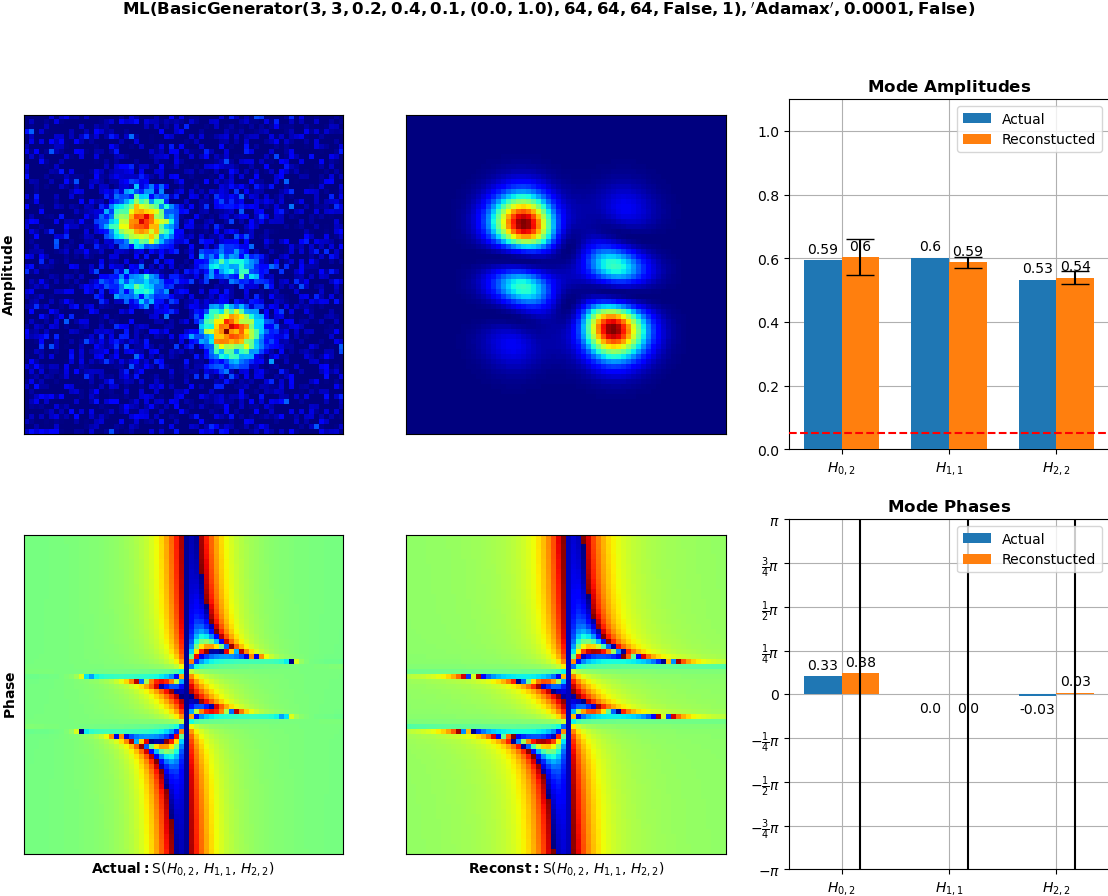 ML(BasicGenerator(3, 3, 0.2, 0.4, 0.1, (0.0, 1.0), 64, 64, 64, False, 1), ′Adamax′, 0.0001, False)
Amplitude
Mode Amplitudes
Actual
Reconstucted
1.0
0.8
0.6
0.4
0.2
0.0
0.59
0.6
0.6
0.59
0.53
0.54
H0,2
H1,1
H2,2
Phase
Actual: S(H0,2, H1,1, H2,2)
Reconst: S(H0,2, H1,1, H2,2)
Mode Phases
Actual
Reconstucted
π
3/4π
1/2π
1/4π
0
−1/4π
−1/2π
−3/4π
−π
0.33
0.38
0.0
0.0
-0.03
0.03
H0,2
H1,1
H2,2